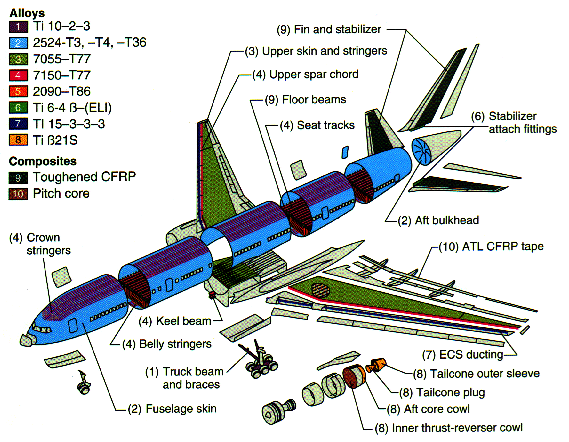 Alloys
1 Ti 10–2–3
2 2524-T3, –T4, –T36
3 7055–T77
4 7150–T77
5 2090–T86
6 Ti 6-4 ß–(ELI)
7 TI 15–3–3–3
8 Ti ß21S
Composites
9 Toughened CFRP
10 Pitch core
(9) Fin and stabilizer
(3) Upper skin and stringers
(4) Upper spar chord
(9) Floor beams
(4) Seat tracks
(6) Stabilizer
attach fittings
(2) Aft bulkhead
(10) ATL CFRP tape
(4) Crown
stringers
(4) Keel beam
(4) Belly stringers
(1) Truck beam
and braces
(2) Fuselage skin
(7) ECS ducting
(8) Tailcone outer sleeve
(8) Tailcone plug
(8) Aft core cowl
(8) Inner thrust-reverser cowl